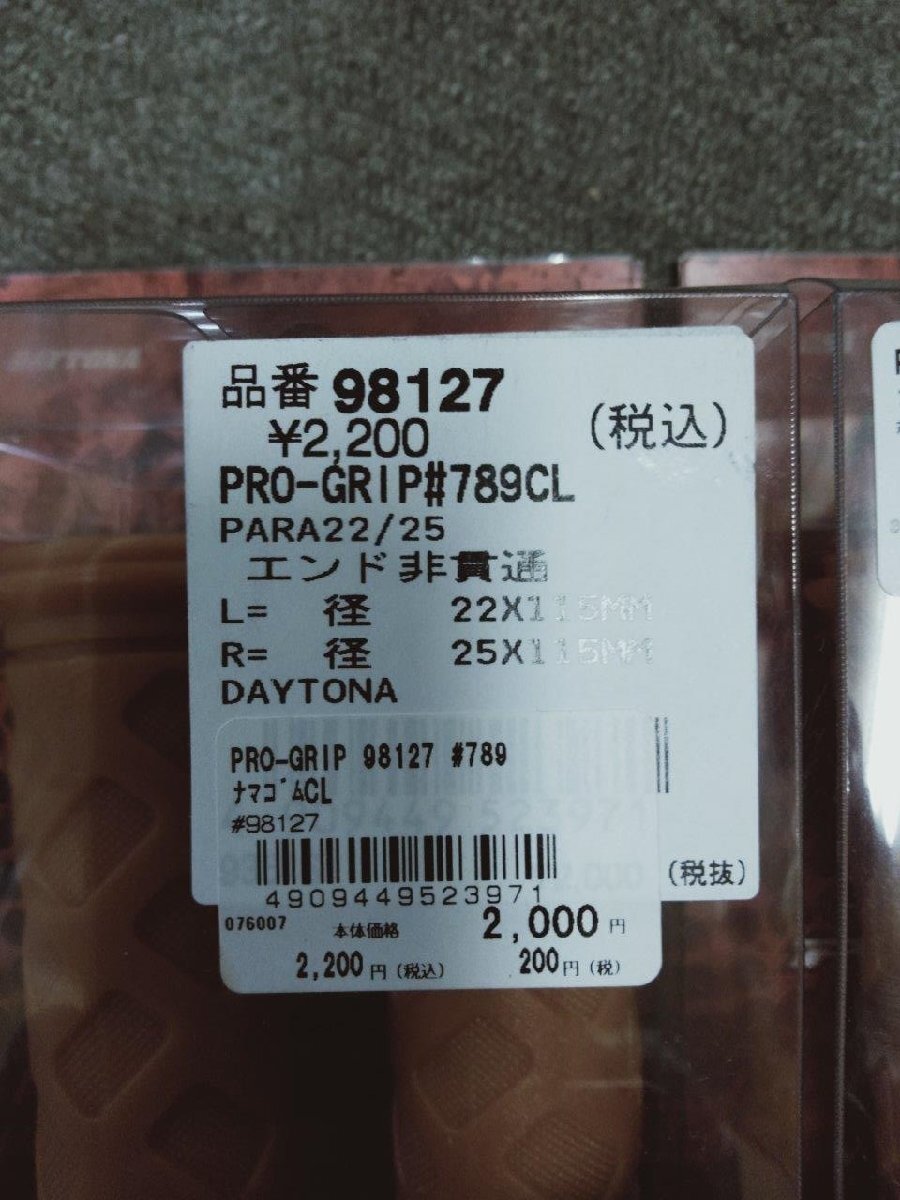 DAYTONA
品番 98127
¥2,200 (税込)
PRO-GRIP#789CL
PARA22/25
エンド非貫通
L= 径 22X115MM
R= 径 25X115MM
DAYTONA
PRO-GRIP 98127 #789
ﾅﾏｺﾞﾑCL
#98127
4909449523971
2,000 (税抜)
076007 本体価格 2,000円
2,200円 (税込) 200円 (税)